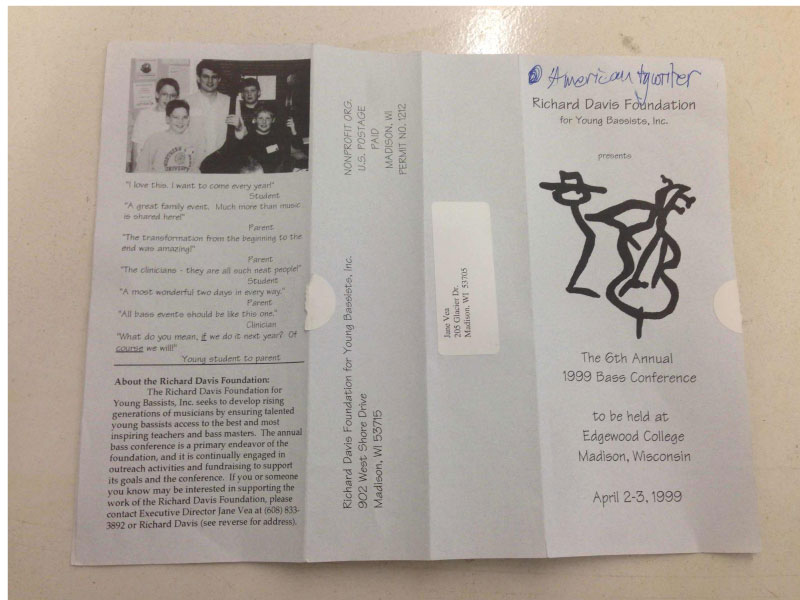 "I love this. I want to come every year!"
Student
"A great family event. Much more than music
is shared here!"
Parent
"The transformation from the beginning to the
end was amazing!"
Parent
"The clinicians - they are all such neat people!"
Student
"A most wonderful two days in every way."
Parent
"All bass events should be like this one."
Clinician
"What do you mean, if we do it next year? Of
course we will!"
Young student to parent
About the Richard Davis Foundation:
The Richard Davis Foundation for
Young Bassists, Inc. seeks to develop rising
generations of musicians by ensuring talented
young bassists access to the best and most
inspiring teachers and bass masters. The annual
bass conference is a primary endeavor of the
foundation, and it is continually engaged in
outreach activities and fundraising to support
its goals and the conference. If you or someone
you know may be interested in supporting the
work of the Richard Davis Foundation, please
contact Executive Director Jane Vea at (608) 833-
3892 or Richard Davis (see reverse for address).
NONPROFIT ORG.
U.S. POSTAGE
PAID
MADISON, WI
PERMIT NO. 1212
Richard Davis Foundation for Young Bassists, Inc.
902 West Shore Drive
Madison, WI 53715
Jane Vea
205 Glacier Dr.
Madison, WI 53705
American
Richard Davis Foundation
for Young Bassists, Inc.
presents
The 6th Annual
1999 Bass Conference
to be held at
Edgewood College
Madison, Wisconsin
April 2-3, 1999